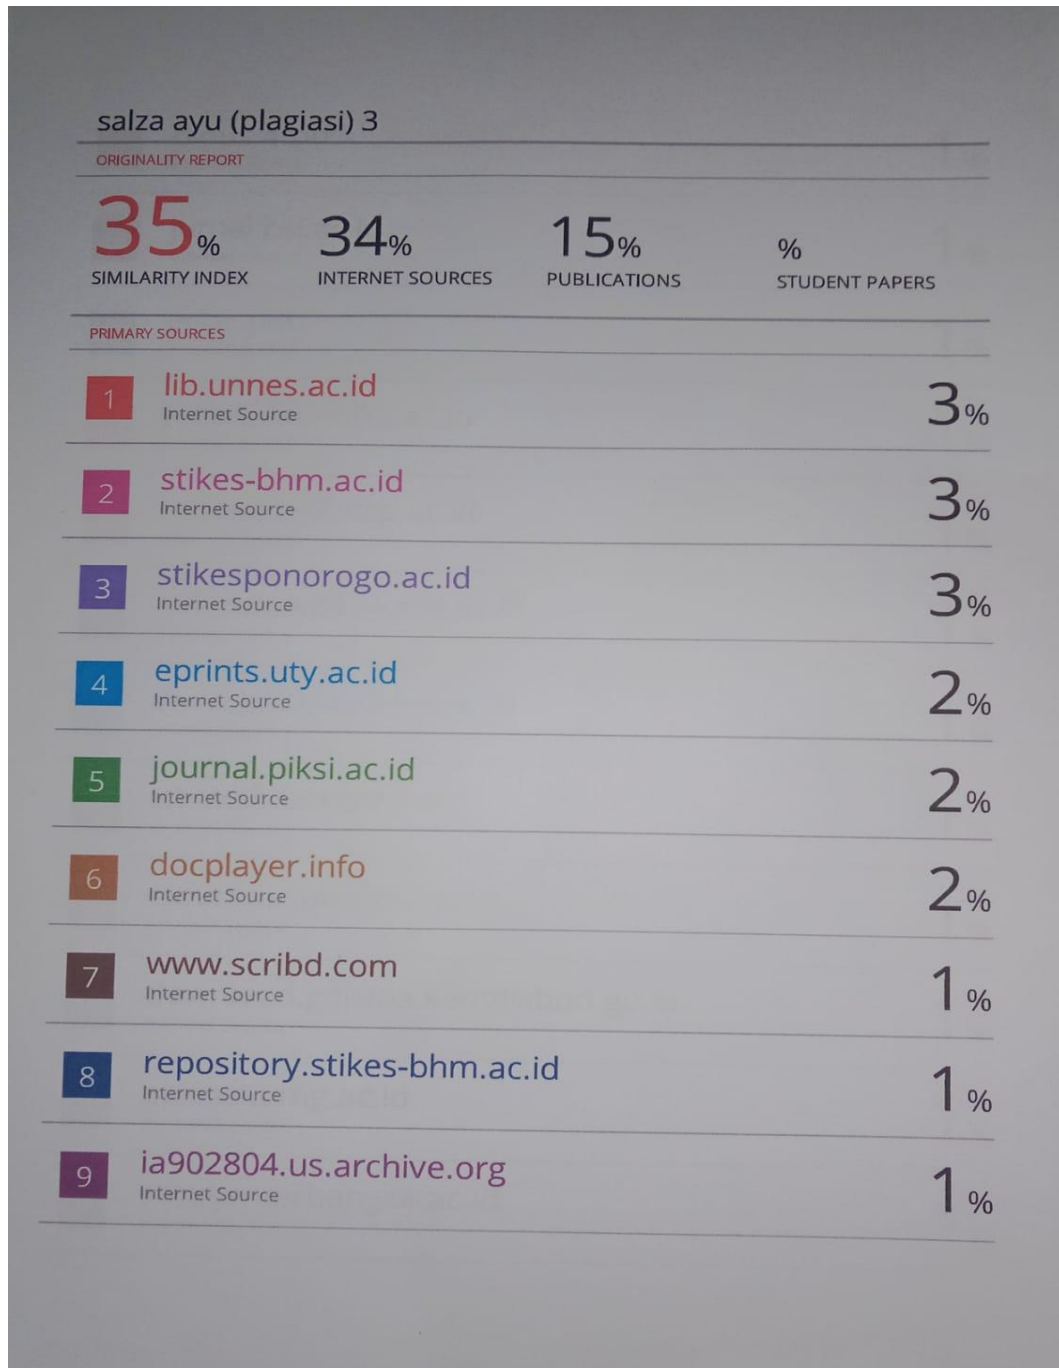 salza ayu (plagiasi) 3
ORIGINALITY REPORT
35% 34% 15% %
SIMILARITY INDEX INTERNET SOURCES PUBLICATIONS STUDENT PAPERS
PRIMARY SOURCES
1 lib.unnes.ac.id 3%
Internet Source
2 stikes-bhm.ac.id 3%
Internet Source
3 stikesponorogo.ac.id 3%
Internet Source
4 eprints.uty.ac.id 2%
Internet Source
5 journal.piksi.ac.id 2%
Internet Source
6 docplayer.info 2%
Internet Source
7 www.scribd.com 1%
Internet Source
8 repository.stikes-bhm.ac.id 1%
Internet Source
9 ia902804.us.archive.org 1%
Internet Source